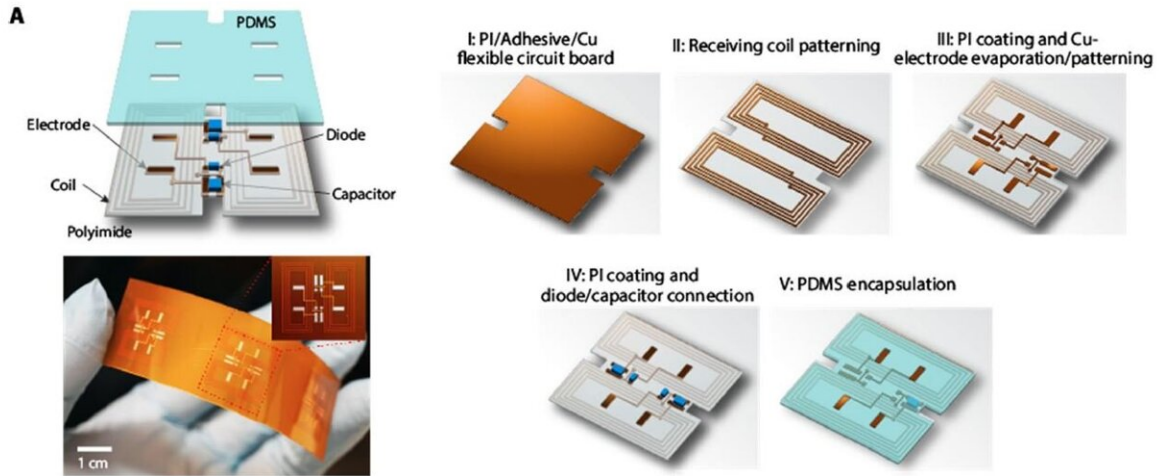 A
PDMS
Electrode
Diode
Coil
Capacitor
Polyimide
1 cm
I: PI/Adhesive/Cu
flexible circuit board
II: Receiving coil patterning
III: PI coating and Cu-
electrode evaporation/patterning
IV: PI coating and
diode/capacitor connection
V: PDMS encapsulation